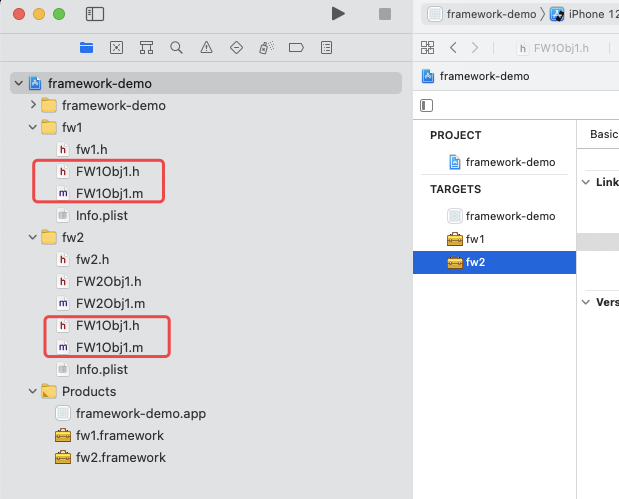 framework-demo
framework-demo
fw1
h fw1.h
h FW1Obj1.h
m FW1Obj1.m
Info.plist
fw2
h fw2.h
h FW2Obj1.h
m FW2Obj1.m
h FW1Obj1.h
m FW1Obj1.m
Info.plist
Products
framework-demo.app
fw1.framework
fw2.framework
framework-demo iPhone 12
h FW1Obj1.h
framework-demo
PROJECT
framework-demo
TARGETS
framework-demo
fw1
fw2
Basic
Link
Vers